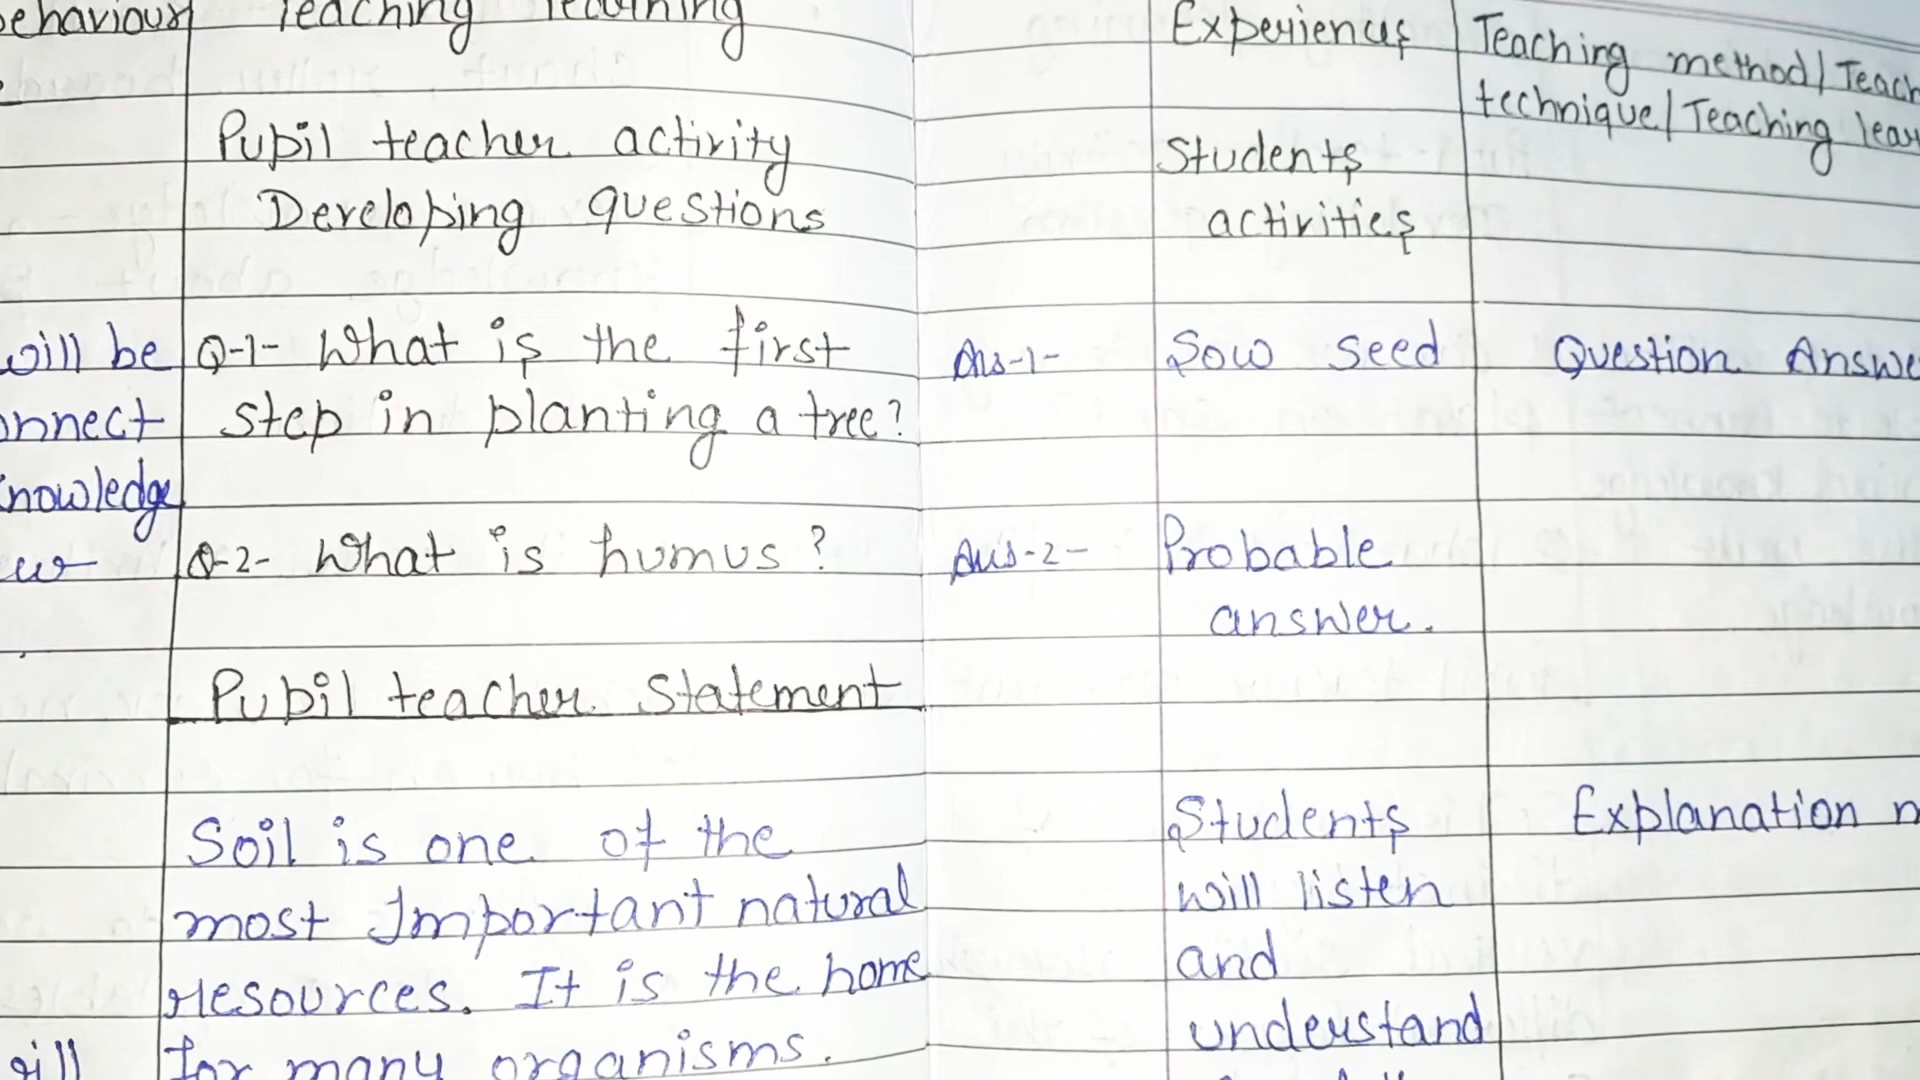 Teaching learning
Experiences
Teaching method/
technique/Teaching
Pupil teacher activity
Developing questions
Students
activities
will be
Q-1- What is the first
step in planting a tree?
Ans-1-
Sow seed
Question
Q-2- What is humus?
Ans-2-
Probable
answer.
Pupil teacher Statement
Soil is one of the
most Important natural
resources. It is the home
for many organisms.
Students
will listen
and
understand
Explanation